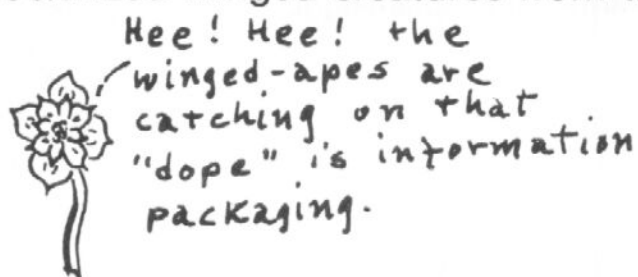 Hee! Hee! the
winged-apes are
catching on that
"dope" is information
packaging.